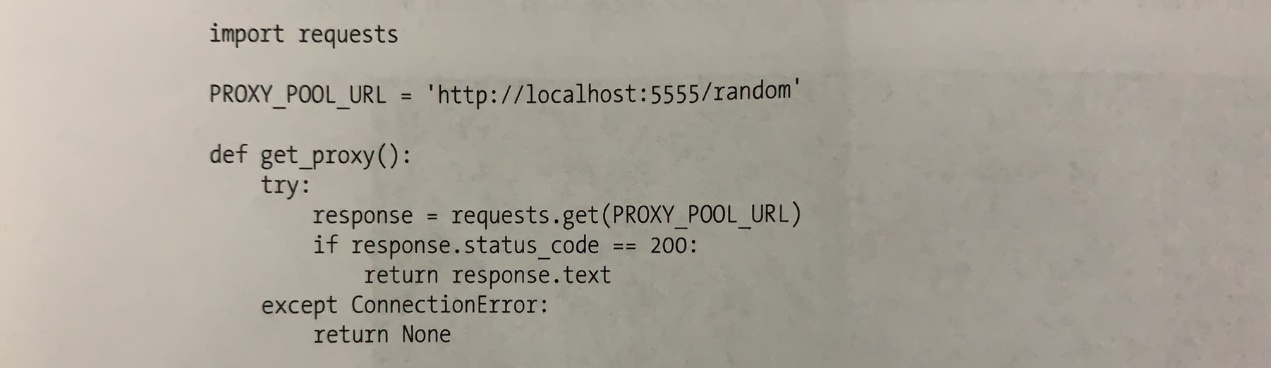 import requests

PROXY_POOL_URL = 'http://localhost:5555/random'

def get_proxy():
    try:
        response = requests.get(PROXY_POOL_URL)
        if response.status_code == 200:
            return response.text
    except ConnectionError:
        return None